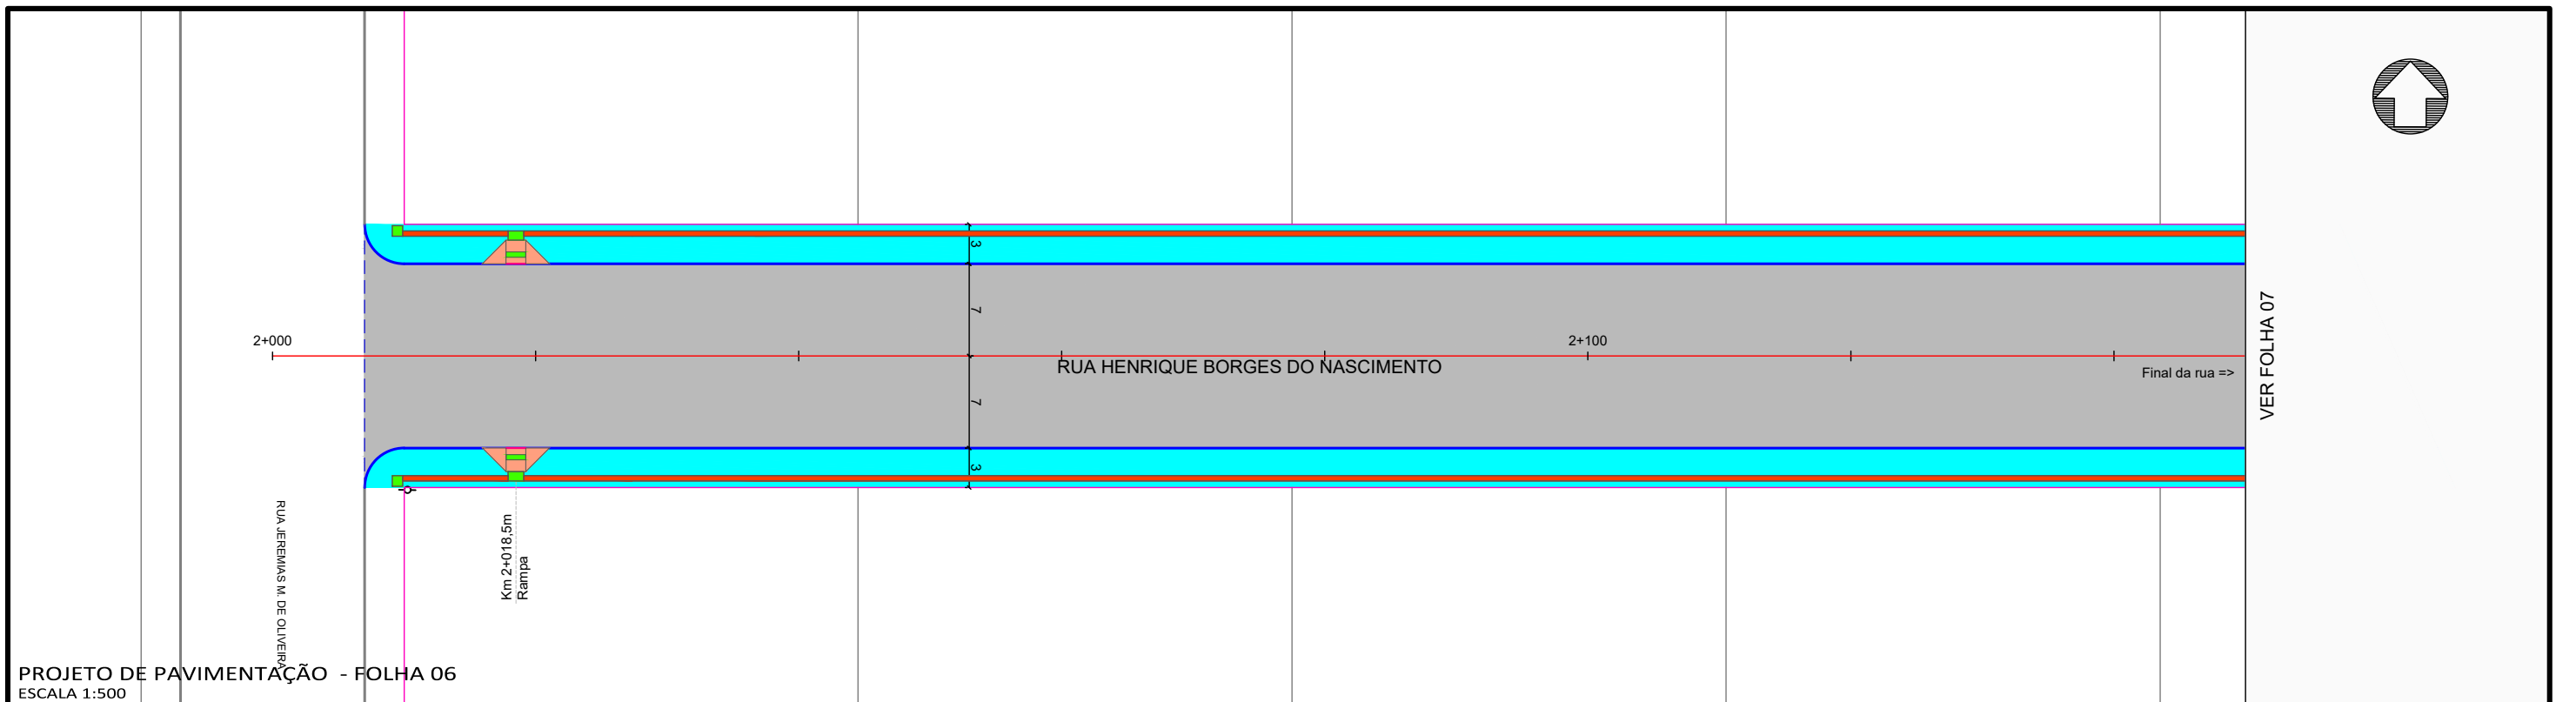 3
7
2+000
2+100
RUA HENRIQUE BORGES DO NASCIMENTO
Final da rua =>
VER FOLHA 07
7
3
RUA JEREMIAS M. DE OLIVEIRA
Km 2+018,5m
Rampa
PROJETO DE PAVIMENTAÇÃO - FOLHA 06
ESCALA 1:500